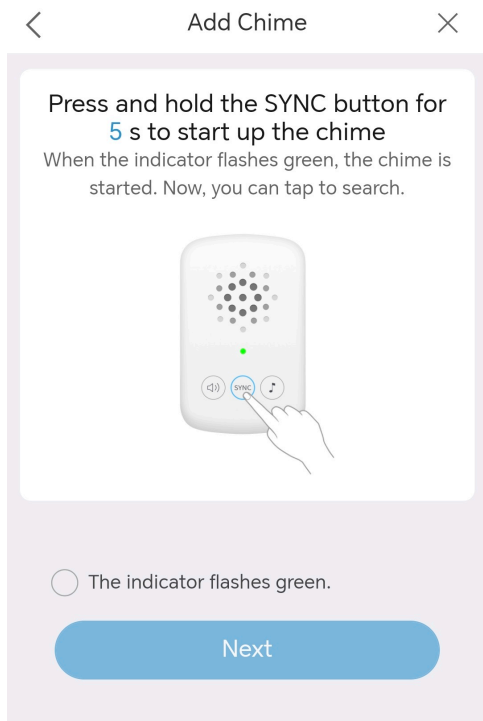 Add Chime
Press and hold the SYNC button for
5 s to start up the chime
When the indicator flashes green, the chime is
started. Now, you can tap to search.
SYNC
The indicator flashes green.
Next